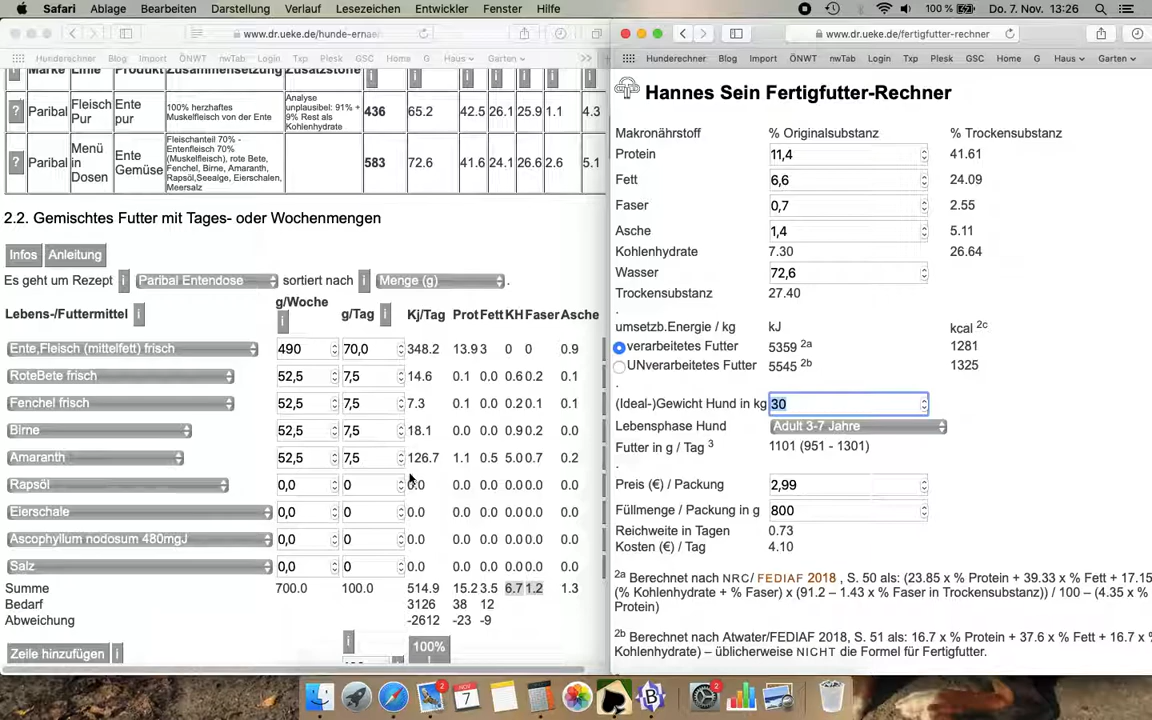 Safari Ablage Bearbeiten Darstellung Verlauf Lesezeichen Entwickler Fenster Hilfe 100 % Do. 7. Nov. 13:26
www.dr.ueke.de/hunde-ernae
www.dr.ueke.de/fertigfutter-rechner
Hunderechner Blog Import ÖNWT nwTab Login Txp Plesk GSC Home G Haus Garten >>
Hunderechner Blog Import ÖNWT nwTab Login Txp Plesk GSC Home G Haus Garten
Marke Linie Produkt Zusammensetzung Zusatzstoffe i i i i i i i
? Paribal Fleisch Pur Ente pur 100% herzhaftes Muskelfleisch von der Ente Analyse unplausibel: 91% + 9% Rest als Kohlenhydrate 436 65.2 42.5 26.1 25.9 1.1 4.3
? Paribal Menü in Dosen Ente Gemüse Fleischanteil 70% - Entenfleisch 70% (Muskelfleisch), rote Bete, Fenchel, Birne, Amaranth, Rapsöl,Seealge, Eierschalen, Meersalz 583 72.6 41.6 24.1 26.6 2.6 5.1
2.2. Gemischtes Futter mit Tages- oder Wochenmengen
Infos Anleitung
Es geht um Rezept i Paribal Entendose sortiert nach i Menge (g) .
Lebens-/Futtermittel i g/Woche i g/Tag i Kj/Tag Prot Fett KH Faser Asche
Ente,Fleisch (mittelfett) frisch 490 70,0 348.2 13.9 3 0 0 0.9
RoteBete frisch 52,5 7,5 14.6 0.1 0.0 0.6 0.2 0.1
Fenchel frisch 52,5 7,5 7.3 0.1 0.0 0.2 0.1 0.1
Birne 52,5 7,5 18.1 0.0 0.0 0.9 0.2 0.0
Amaranth 52,5 7,5 126.7 1.1 0.5 5.0 0.7 0.2
Rapsöl 0,0 0 0.0 0.0 0.0 0.0 0.0 0.0
Eierschale 0,0 0 0.0 0.0 0.0 0.0 0.0 0.0
Ascophyllum nodosum 480mgJ 0,0 0 0.0 0.0 0.0 0.0 0.0 0.0
Salz 0,0 0 0.0 0.0 0.0 0.0 0.0 0.0
Summe 700.0 100.0 514.9 15.2 3.5 6.7 1.2 1.3
Bedarf 3126 38 12
Abweichung -2612 -23 -9
i 100%
Zeile hinzufügen i
Hannes Sein Fertigfutter-Rechner
Makronährstoff % Originalsubstanz % Trockensubstanz
Protein 11,4 41.61
Fett 6,6 24.09
Faser 0,7 2.55
Asche 1,4 5.11
Kohlenhydrate 7.30 26.64
Wasser 72,6
Trockensubstanz 27.40
.
umsetzb.Energie / kg kJ kcal 2c
verarbeitetes Futter 5359 2a 1281
UNverarbeitetes Futter 5545 2b 1325
.
(Ideal-)Gewicht Hund in kg 30
Lebensphase Hund Adult 3-7 Jahre
Futter in g / Tag 3 1101 (951 - 1301)
.
Preis (€) / Packung 2,99
Füllmenge / Packung in g 800
Reichweite in Tagen 0.73
Kosten (€) / Tag 4.10
2a Berechnet nach NRC/ FEDIAF 2018 , S. 50 als: (23.85 x % Protein + 39.33 x % Fett + 17.15
(% Kohlenhydrate + % Faser) x (91.2 – 1.43 x % Faser in Trockensubstanz)) / 100 – (4.35 x %
Protein)
2b Berechnet nach Atwater/FEDIAF 2018, S. 51 als: 16.7 x % Protein + 37.6 x % Fett + 16.7 x %
Kohlenhydrate) – üblicherweise NICHT die Formel für Fertigfutter.
2 NOV 7 2